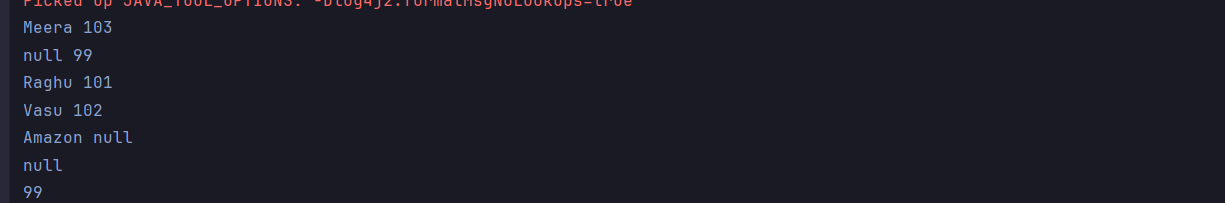 Picked up JAVA_TOOL_OPTIONS: -Dlog4j2.formatMsgNoLookups=true
Meera 103
null 99
Raghu 101
Vasu 102
Amazon null
null
99